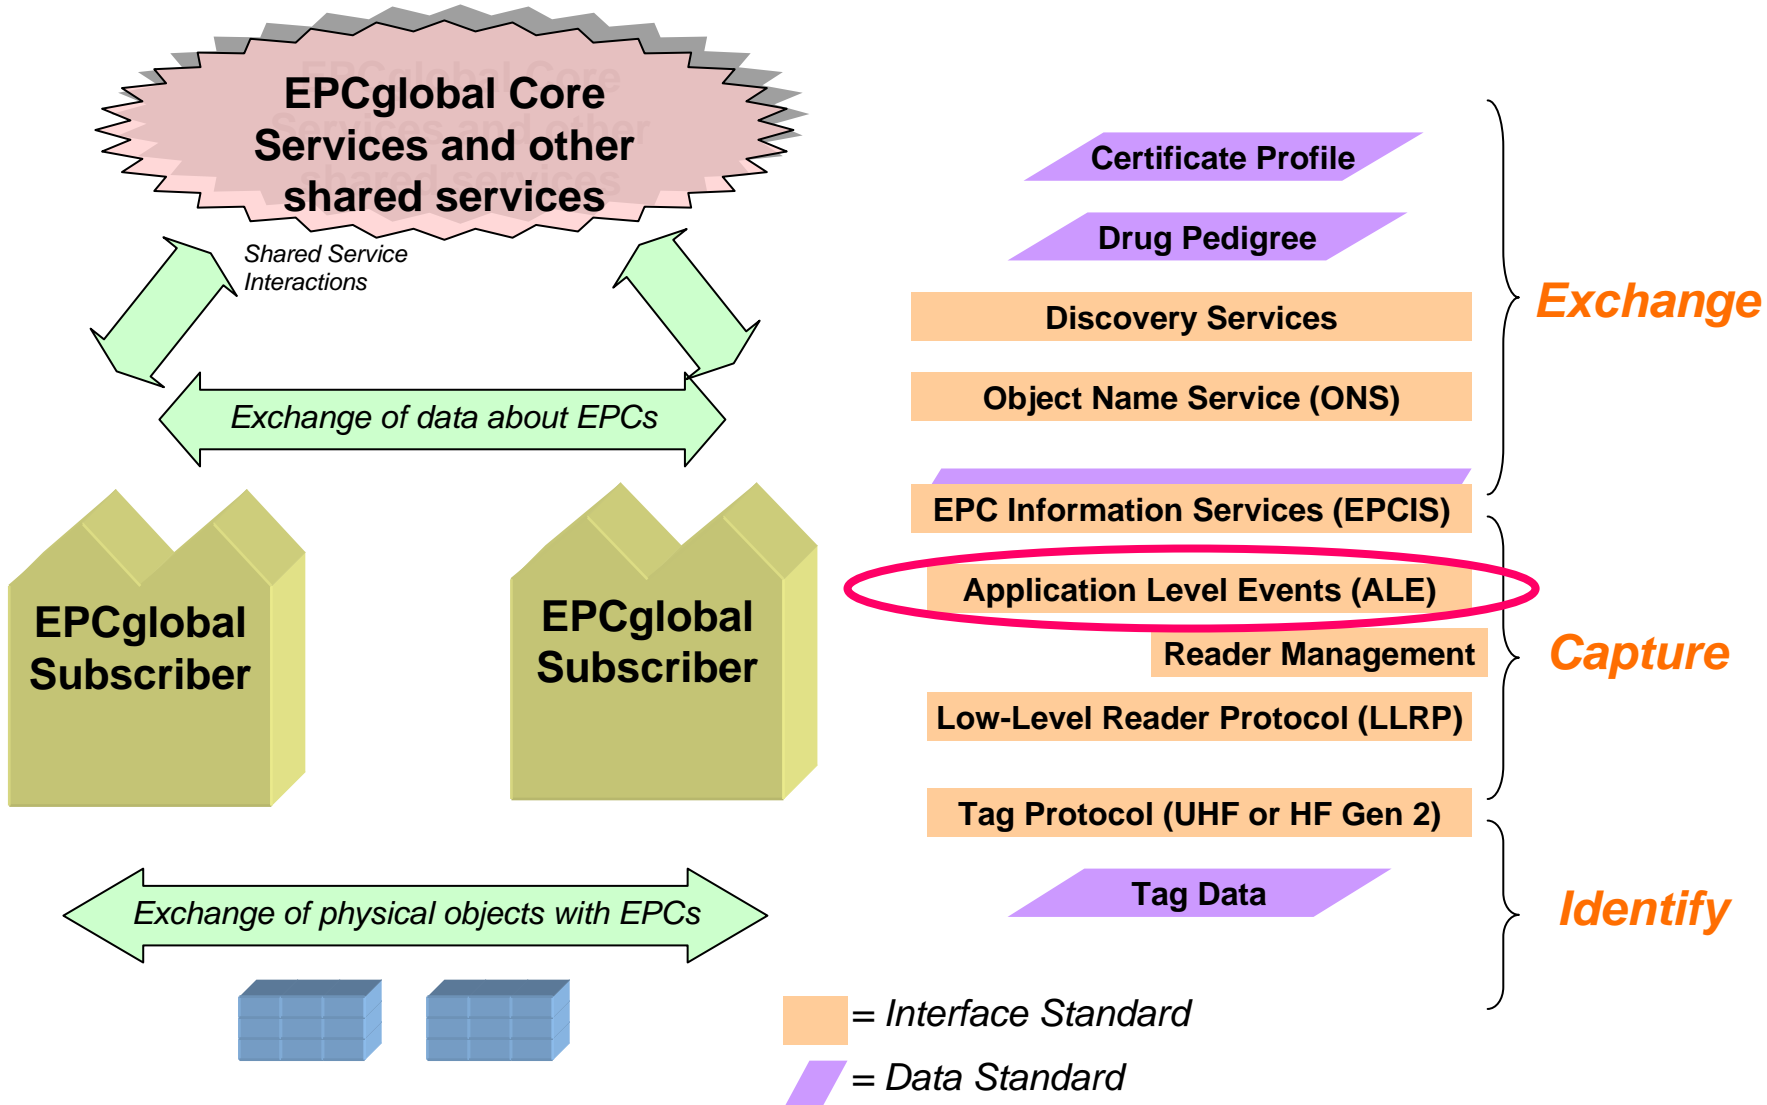 EPCglobal Core
Services and other
shared services
Shared Service
Interactions
Exchange of data about EPCs
EPCglobal
Subscriber
EPCglobal
Subscriber
Exchange of physical objects with EPCs
Certificate Profile
Drug Pedigree
Discovery Services
Object Name Service (ONS)
EPC Information Services (EPCIS)
Application Level Events (ALE)
Reader Management
Low-Level Reader Protocol (LLRP)
Tag Protocol (UHF or HF Gen 2)
Tag Data
Exchange
Capture
Identify
= Interface Standard
= Data Standard